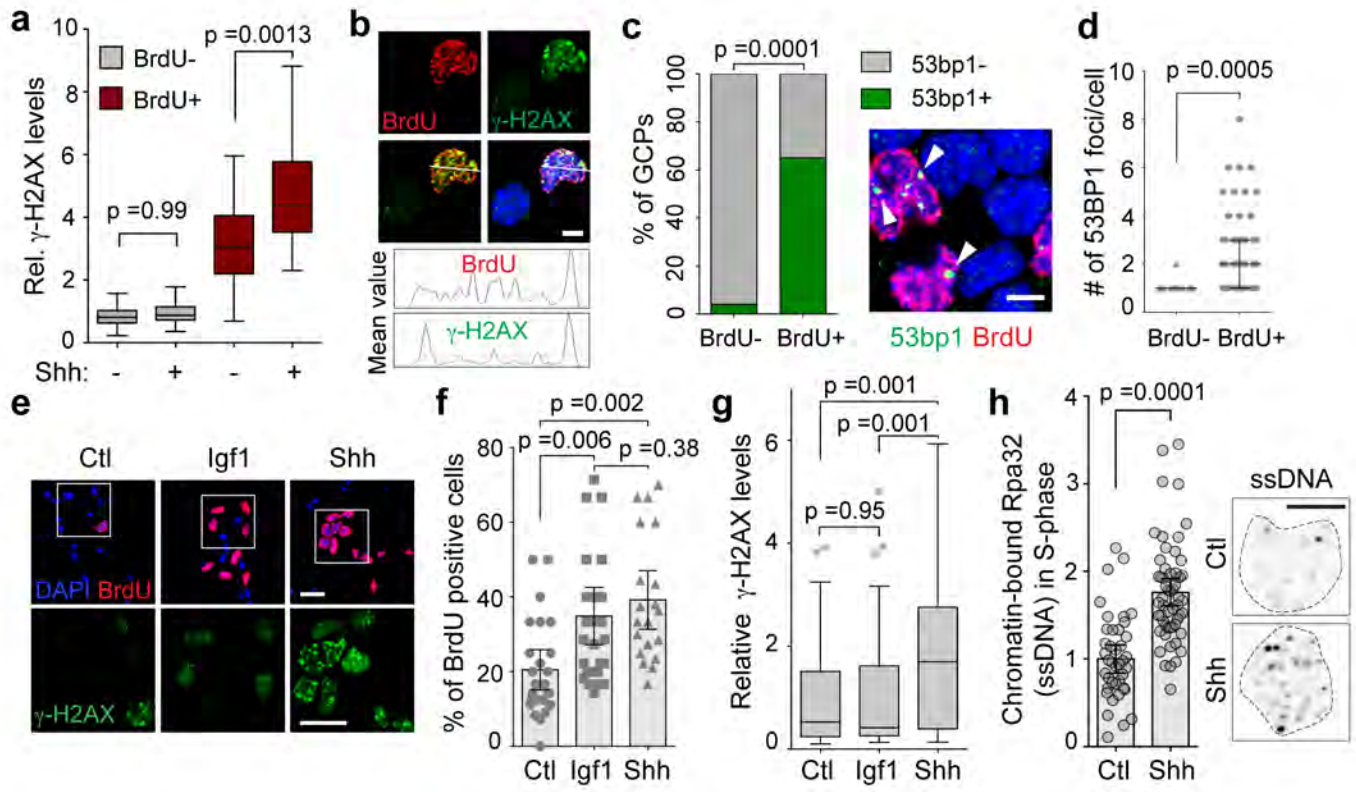 a
p =0.0013
BrdU-
BrdU+
p =0.99
Rel. γ-H2AX levels
10
8
6
4
2
0
Shh: - + - +
b
BrdU
γ-H2AX
BrdU
γ-H2AX
Mean value
c
p =0.0001
53bp1-
53bp1+
% of GCPs
100
80
60
40
20
0
BrdU- BrdU+
53bp1 BrdU
d
p =0.0005
# of 53BP1 foci/cell
10
8
6
4
2
0
BrdU- BrdU+
e
Ctl Igf1 Shh
DAPI BrdU
γ-H2AX
f
p =0.002
p =0.006
p =0.38
% of BrdU positive cells
80
60
40
20
0
Ctl Igf1 Shh
g
p =0.001
p =0.001
p =0.95
Relative γ-H2AX levels
6
4
2
0
Ctl Igf1 Shh
h
p =0.0001
Chromatin-bound Rpa32
(ssDNA) in S-phase
4
3
2
1
0
Ctl Shh
ssDNA
Ctl
Shh